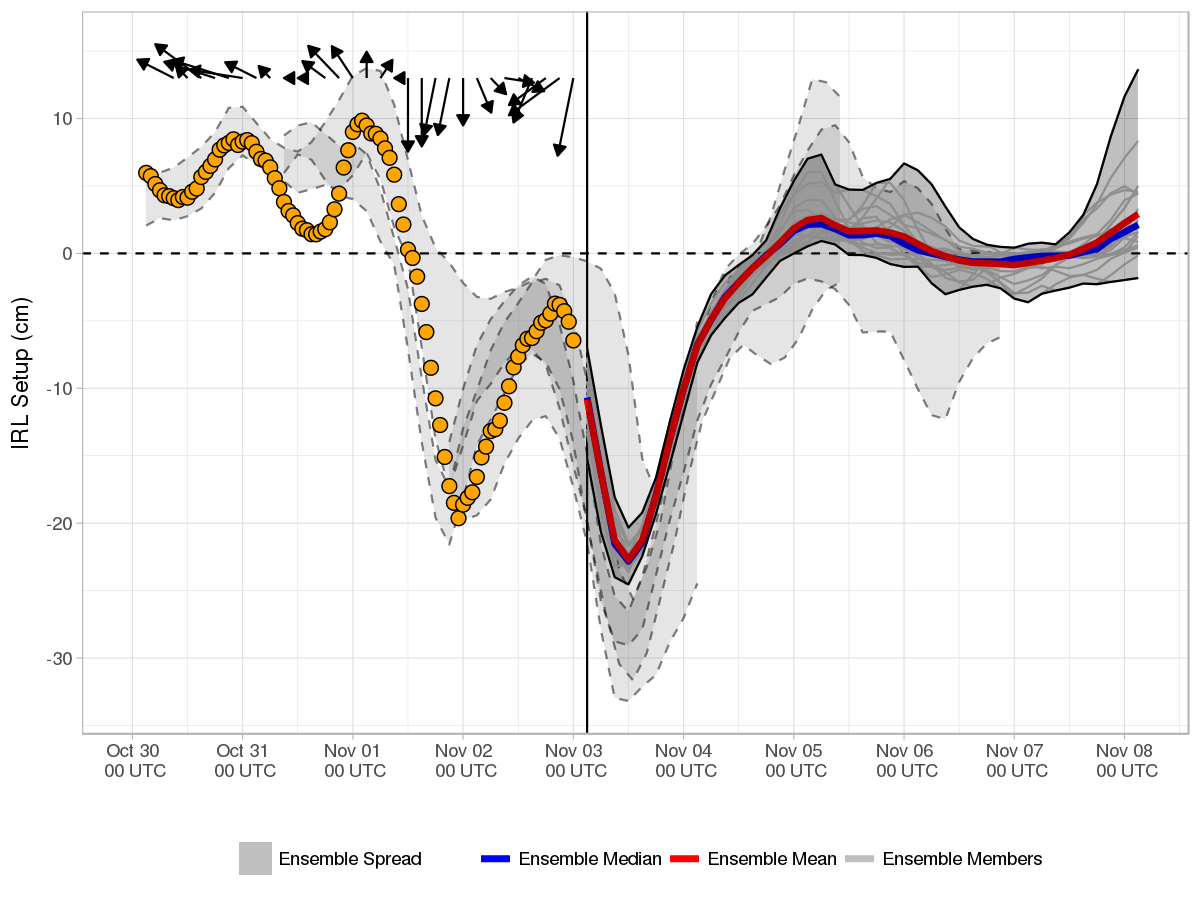 IRL Setup (cm)
10
0
-10
-20
-30
Oct 30 Oct 31 Nov 01 Nov 02 Nov 03 Nov 04 Nov 05 Nov 06 Nov 07 Nov 08
00 UTC 00 UTC 00 UTC 00 UTC 00 UTC 00 UTC 00 UTC 00 UTC 00 UTC 00 UTC
Ensemble Spread Ensemble Median Ensemble Mean Ensemble Members